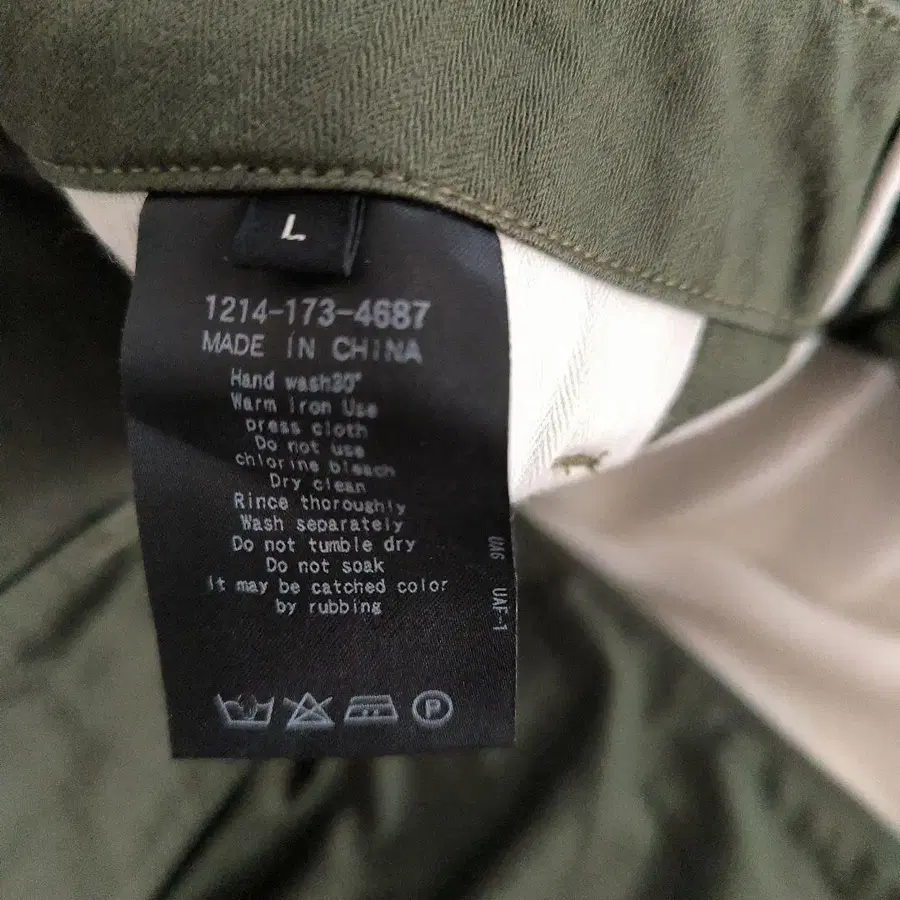 L
1214-173-4687
MADE IN CHINA
Hand wash30°
Warm iron Use
press cloth
Do not use
chlorine bleach
Dry clean
Rince thoroughly
Wash separately
Do not tumble dry
Do not soak
It may be catched color
by rubbing
UA6 UAF-1
P